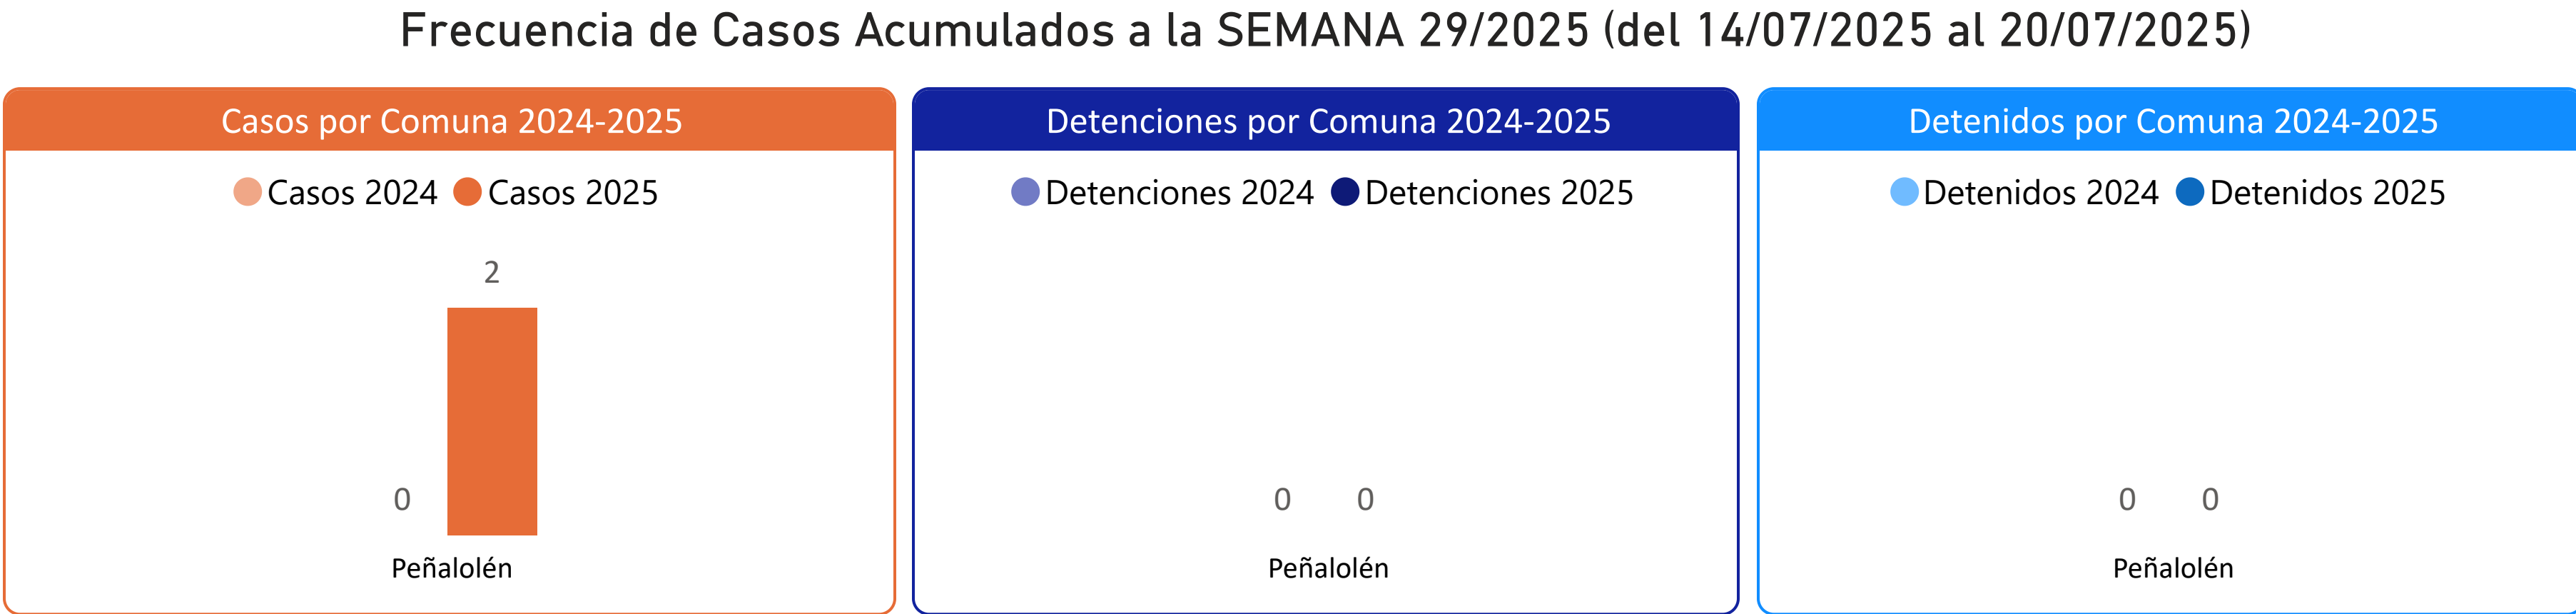 Frecuencia de Casos Acumulados a la SEMANA 29/2025 (del 14/07/2025 al 20/07/2025)
Casos por Comuna 2024-2025
Casos 2024 Casos 2025
2
0
Peñalolén
Detenciones por Comuna 2024-2025
Detenciones 2024 Detenciones 2025
0 0
Peñalolén
Detenidos por Comuna 2024-2025
Detenidos 2024 Detenidos 2025
0 0
Peñalolén